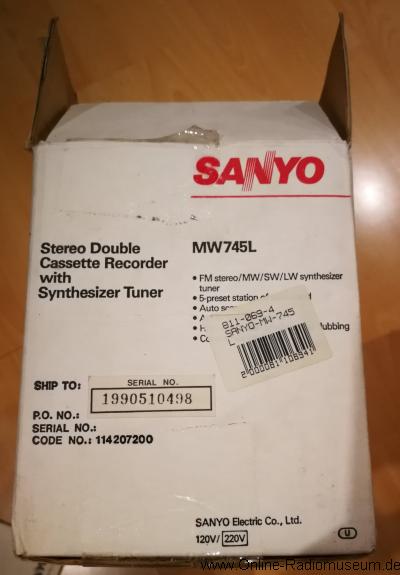 SANYO
Stereo Double
Cassette Recorder
with
Synthesizer Tuner
MW745L
• FM stereo/MW/SW/LW synthesizer
tuner
• 5-preset station
• Auto
•
•
dubbing
•
811-069-4
SANYO-MW-745
L
2000081108941
SHIP TO:
SERIAL NO.
1990510498
P.O. NO.:
SERIAL NO.:
CODE NO.: 114207200
SANYO Electric Co., Ltd.
120V/ 220V
U
www.Online-Radiomuseum.de